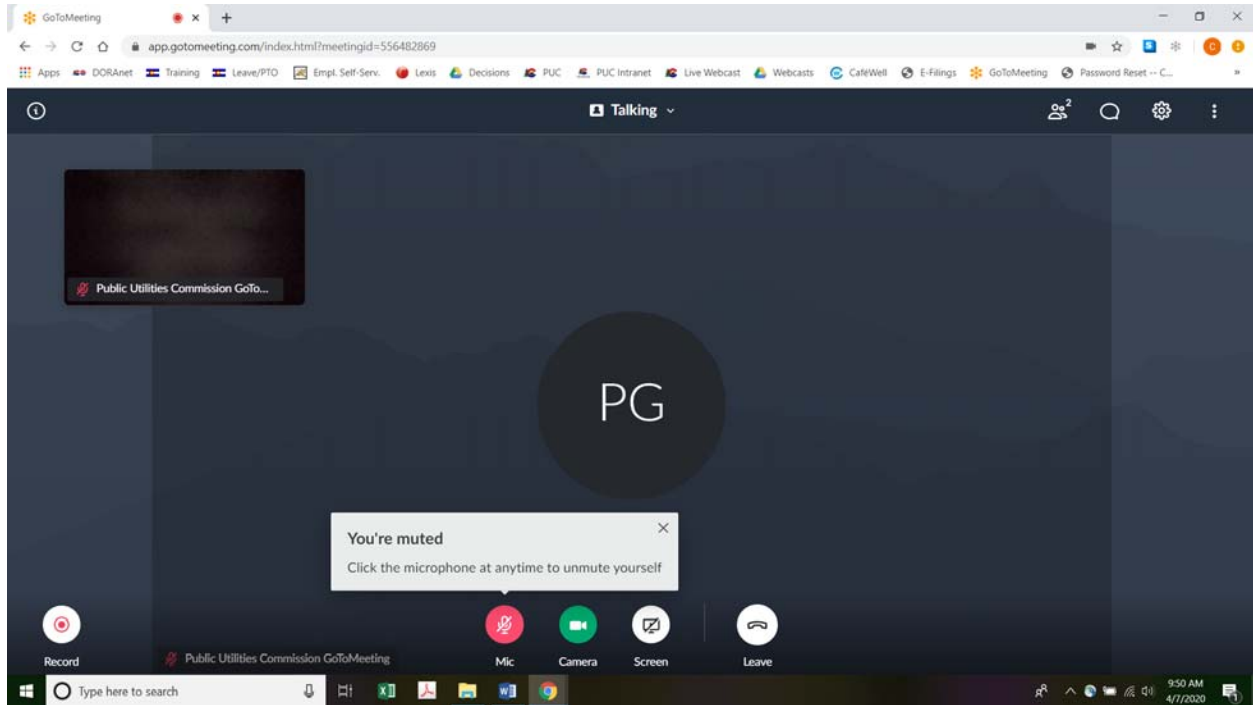 GoToMeeting
app.gotomeeting.com/index.html?meetingid=556482869
Apps DORAnet Training Leave/PTO Empl. Self-Serv. Lexis Decisions PUC PUC Intranet Live Webcast Webcasts CafeWell E-Filings GoToMeeting Password Reset -- C... »
Talking
2
Public Utilities Commission GoTo...
PG
You're muted
Click the microphone at anytime to unmute yourself
Record
Public Utilities Commission GoToMeeting
Mic Camera Screen Leave
Type here to search
9:50 AM
4/7/2020